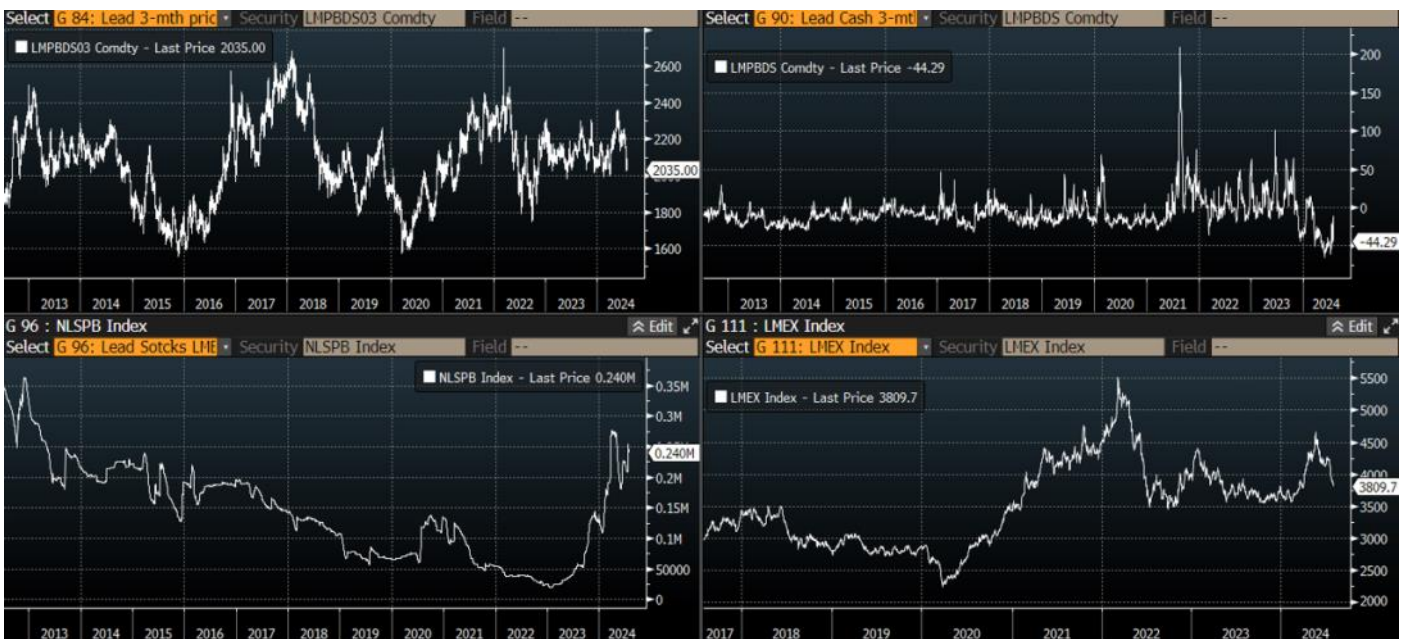 Select G 84: Lead 3-mth pric Security LMPBDS03 Comdty Field --
LMPBDS03 Comdty - Last Price 2035.00
2600
2400
2200
2035.00
2000
1800
1600
2013 2014 2015 2016 2017 2018 2019 2020 2021 2022 2023 2024
Select G 90: Lead Cash 3-mtl Security LMPBDS Comdty Field --
LMPBDS Comdty - Last Price -44.29
200
150
100
50
0
-44.29
2013 2014 2015 2016 2017 2018 2019 2020 2021 2022 2023 2024
G 96 : NLSPB Index Edit
Select G 96: Lead Sotcks LME Security NLSPB Index Field --
NLSPB Index - Last Price 0.240M
0.35M
0.3M
0.240M
0.2M
0.15M
0.1M
50000
0
2013 2014 2015 2016 2017 2018 2019 2020 2021 2022 2023 2024
G 111 : LMEX Index Edit
Select G 111: LMEX Index Security LMEX Index Field --
LMEX Index - Last Price 3809.7
5500
5000
4500
4000
3809.7
3500
3000
2500
2000
2017 2018 2019 2020 2021 2022 2023 2024